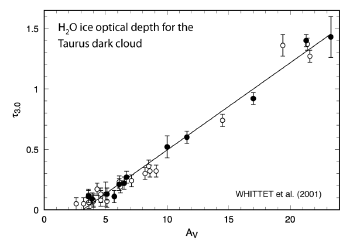 H₂O ice optical depth for the
Taurus dark cloud
1.5
1.0
0.5
0
τ3.0
WHITTET et al. (2001)
0 5 10 15 20
Aᵥ